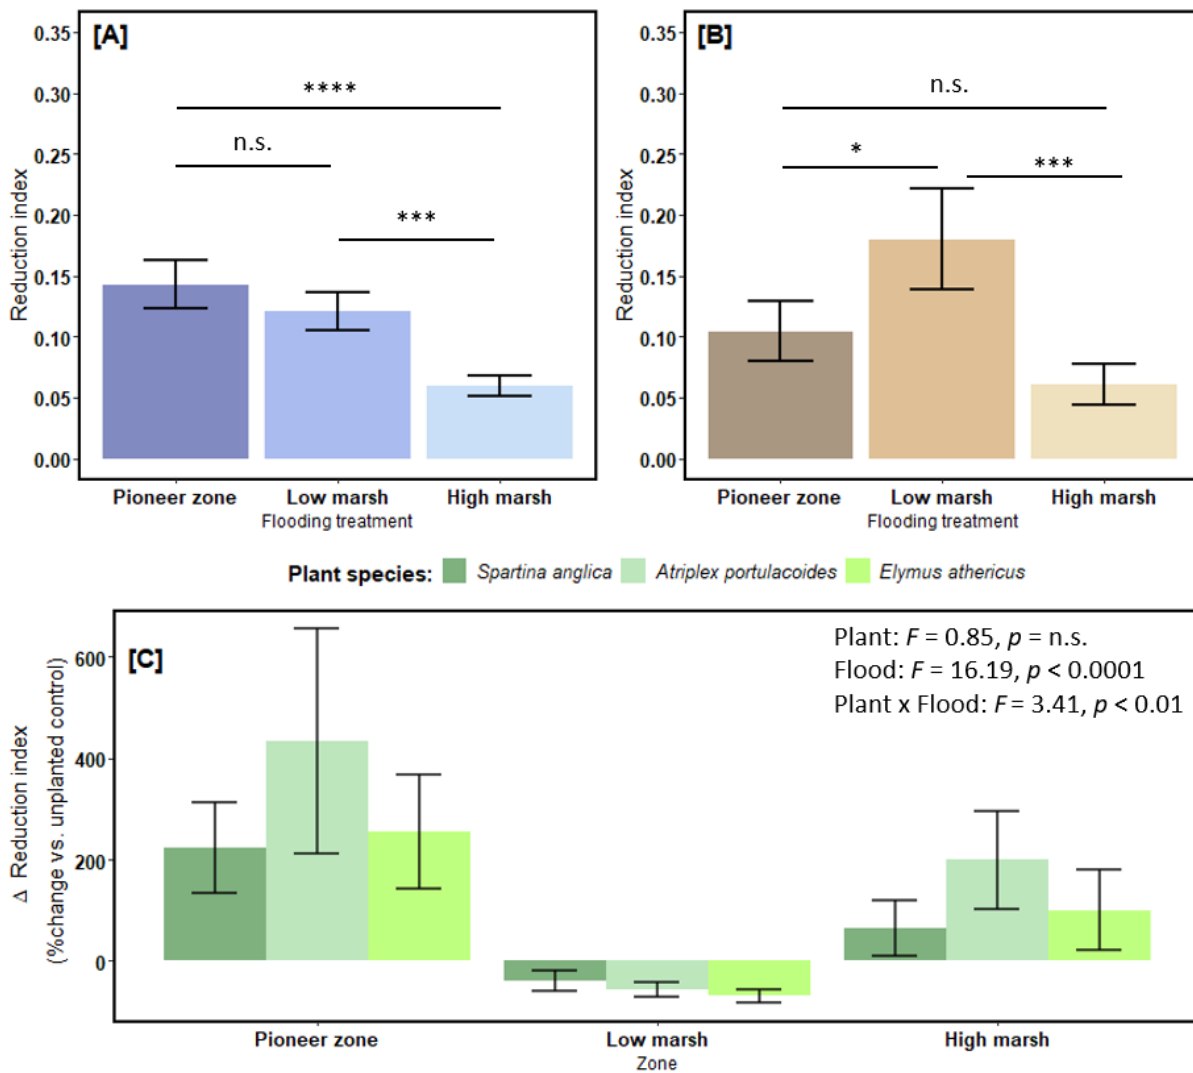 [A]
Reduction index
0.35
0.30
0.25
0.20
0.15
0.10
0.05
0.00
****
n.s.
***
Pioneer zone Low marsh High marsh
Flooding treatment
[B]
Reduction index
0.35
0.30
0.25
0.20
0.15
0.10
0.05
0.00
n.s.
*
***
Pioneer zone Low marsh High marsh
Flooding treatment
Plant species: Spartina anglica Atriplex portulacoides Elymus athericus
[C]
Δ Reduction index
(%change vs. unplanted control)
600
400
200
0
Plant: F = 0.85, p = n.s.
Flood: F = 16.19, p < 0.0001
Plant x Flood: F = 3.41, p < 0.01
Pioneer zone Low marsh High marsh
Zone